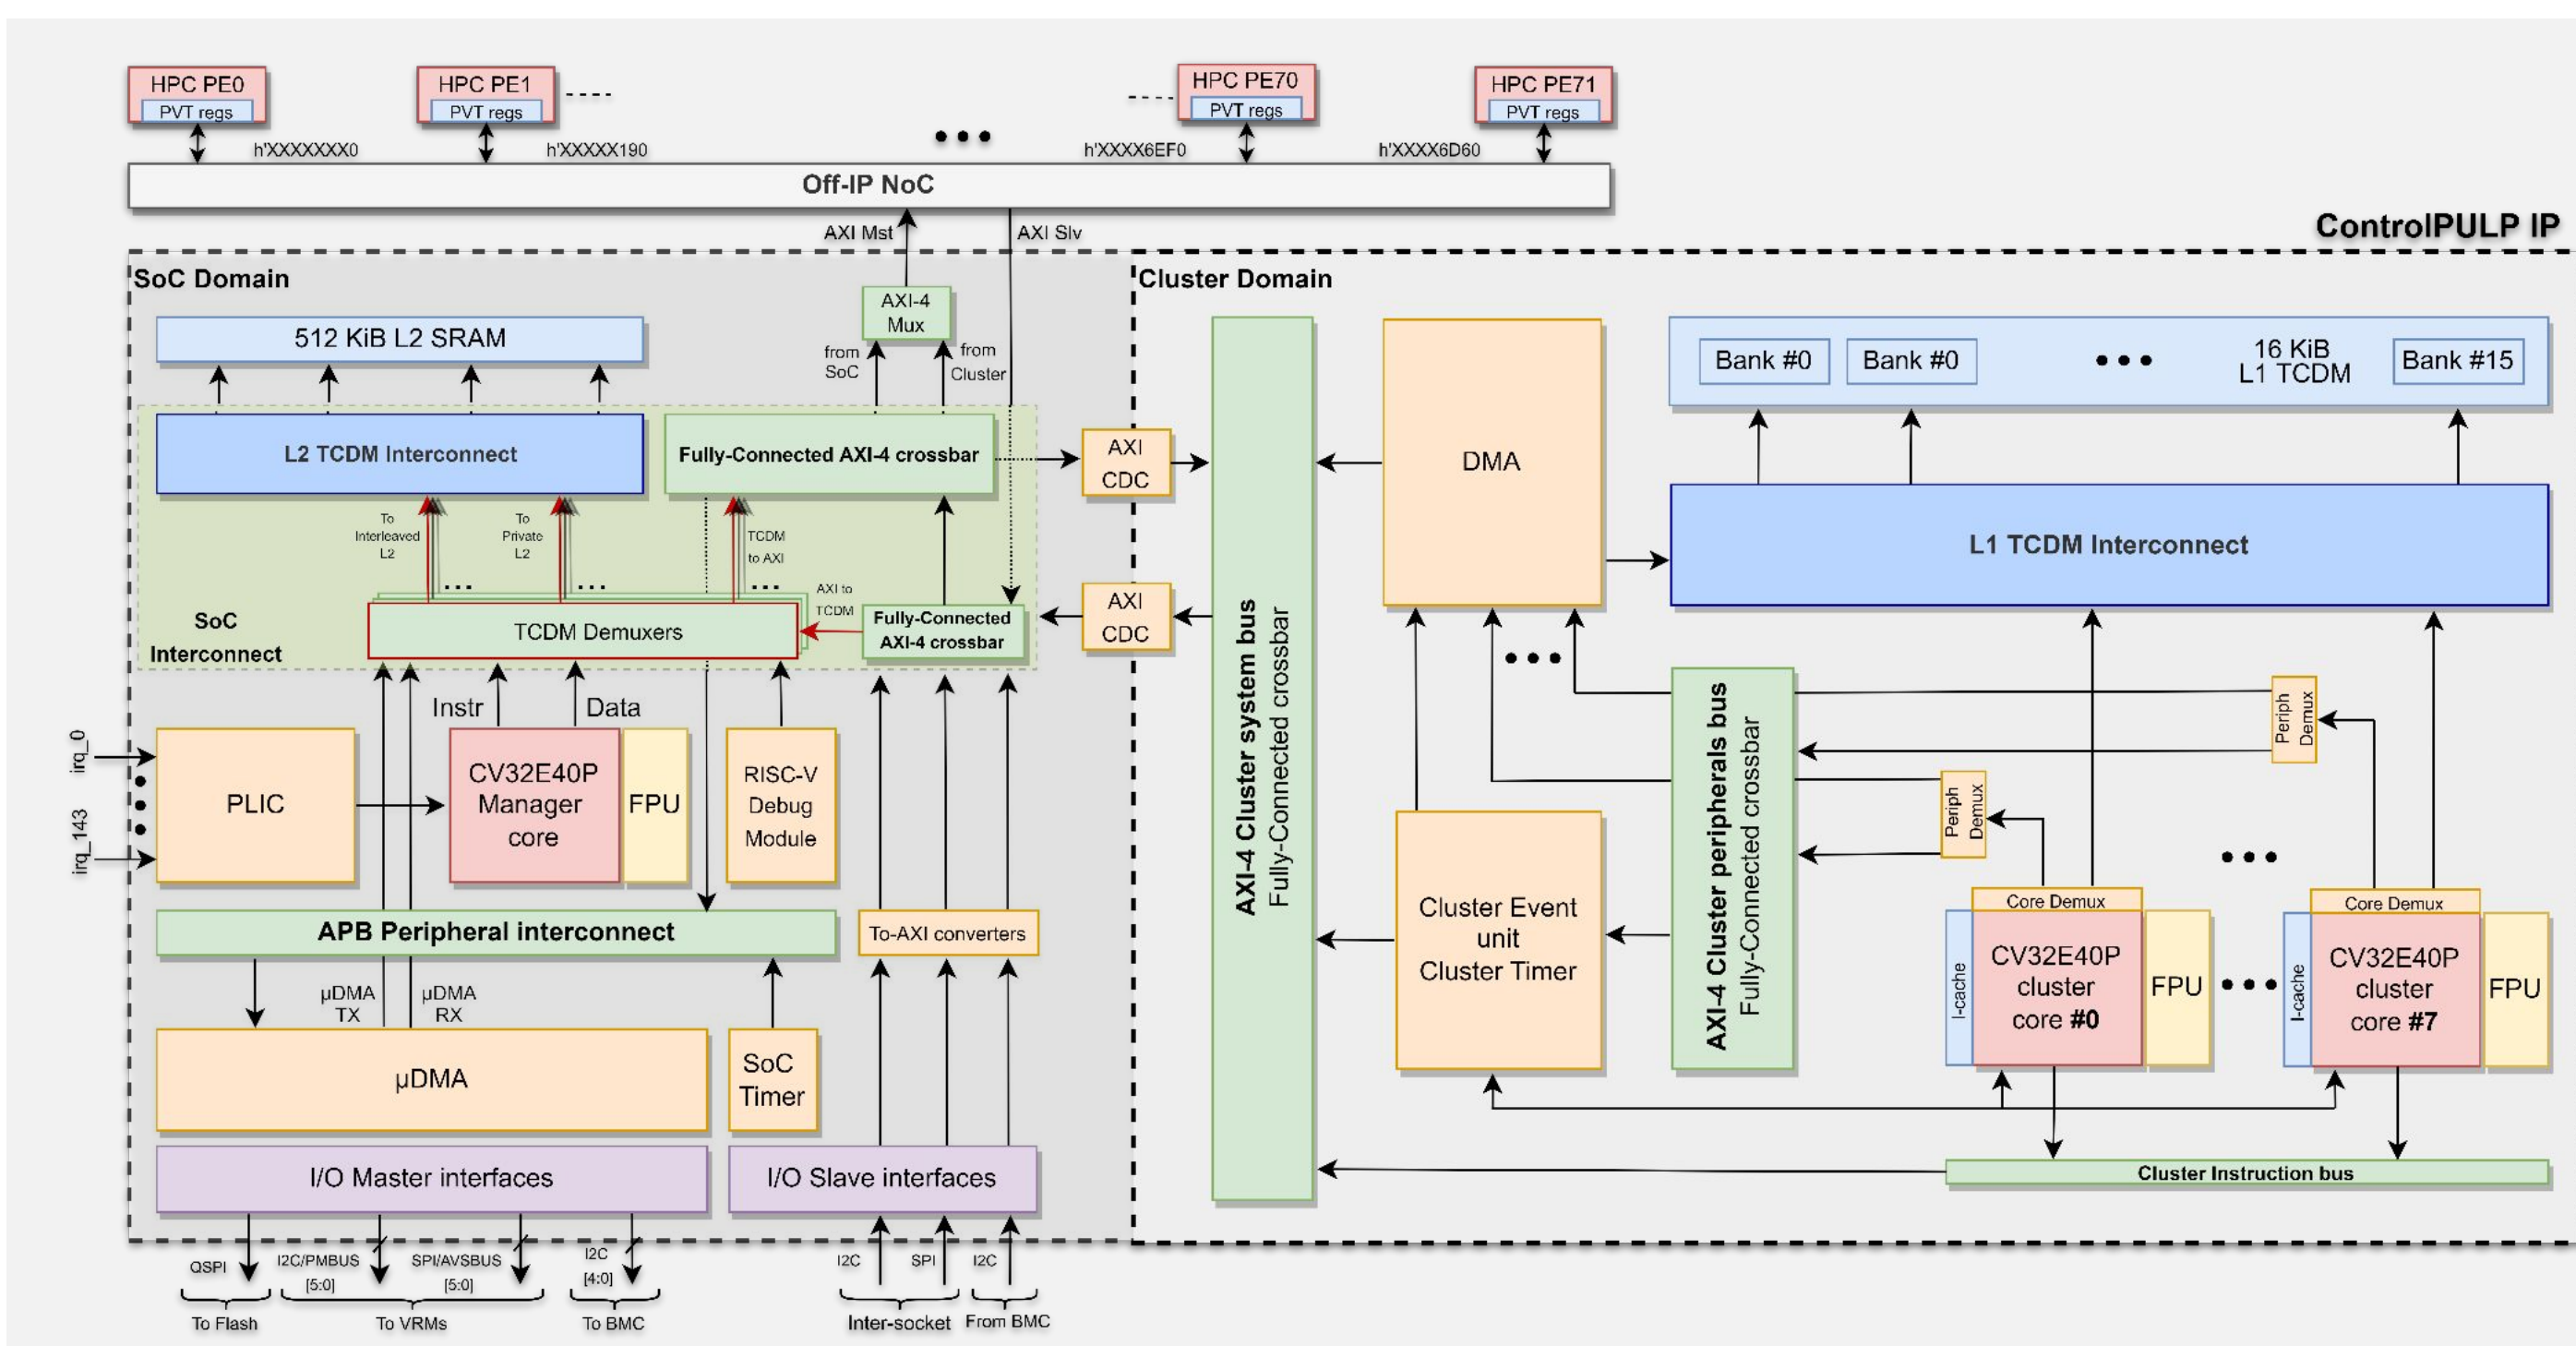 HPC PE0
PVT regs
HPC PE1
PVT regs
HPC PE70
PVT regs
HPC PE71
PVT regs
h'XXXXXXX0
h'XXXXX190
h'XXXX6EF0
h'XXXX6D60
Off-IP NoC
AXI Mst
AXI Slv
ControlPULP IP
SoC Domain
Cluster Domain
AXI-4
Mux
from
SoC
from
Cluster
512 KiB L2 SRAM
L2 TCDM Interconnect
Fully-Connected AXI-4 crossbar
AXI
CDC
To
Interleaved
L2
To
Private
L2
TCDM
to AXI
AXI to
TCDM
TCDM Demuxers
Fully-Connected
AXI-4 crossbar
AXI
CDC
SoC
Interconnect
Instr
Data
irq_0
irq_143
PLIC
CV32E40P
Manager
core
FPU
RISC-V
Debug
Module
APB Peripheral interconnect
To-AXI converters
µDMA
TX
µDMA
RX
µDMA
SoC
Timer
I/O Master interfaces
I/O Slave interfaces
QSPI
I2C/PMBUS
[5:0]
SPI/AVSBUS
[5:0]
I2C
[4:0]
I2C
SPI
I2C
To Flash
To VRMs
To BMC
Inter-socket
From BMC
AXI-4 Cluster system bus
Fully-Connected crossbar
DMA
Bank #0
Bank #0
16 KiB
L1 TCDM
Bank #15
L1 TCDM Interconnect
AXI-4 Cluster peripherals bus
Fully-Connected crossbar
Periph
Demux
Periph
Demux
Cluster Event
unit
Cluster Timer
Core Demux
I-cache
CV32E40P
cluster
core #0
FPU
Core Demux
I-cache
CV32E40P
cluster
core #7
FPU
Cluster Instruction bus